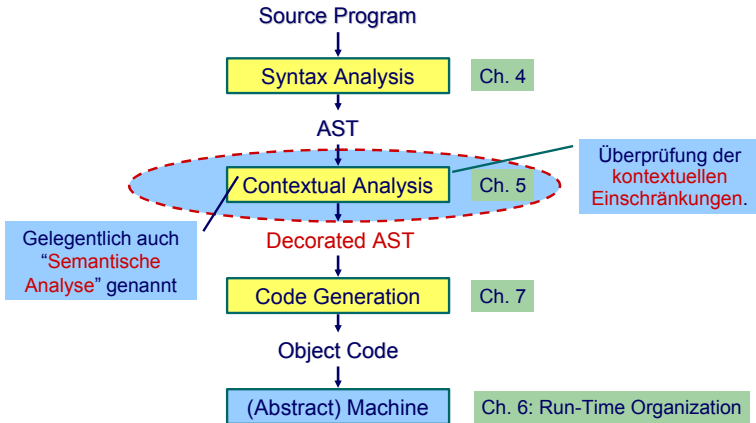 Source Program
Syntax Analysis
Ch. 4
AST
Contextual Analysis
Ch. 5
Überprüfung der
kontextuellen
Einschränkungen.
Gelegentlich auch
“Semantische
Analyse” genannt
Decorated AST
Code Generation
Ch. 7
Object Code
(Abstract) Machine
Ch. 6: Run-Time Organization